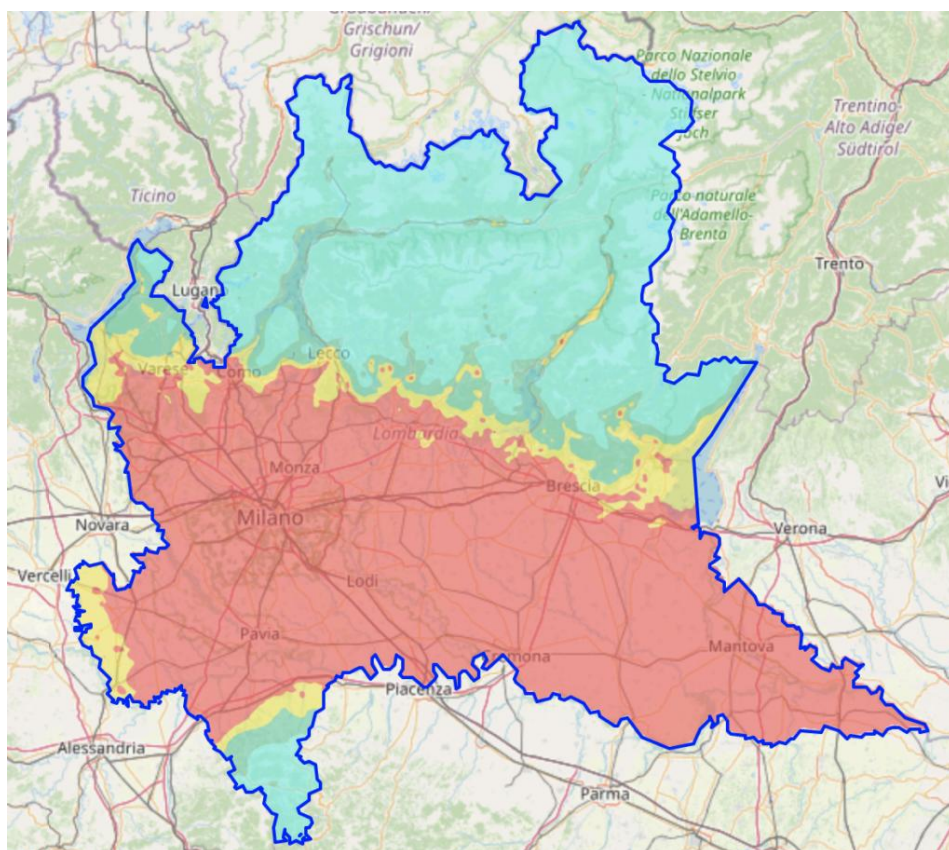 Graubünden/
Grischun/
Grigioni
Parco Nazionale
dello Stelvio
- Nationalpark
Stilfser
Joch
Trentino-
Alto Adige/
Südtirol
Ticino
Parco naturale
dell'Adamello-
Brenta
Trento
Lugan
Lecco
Varese
Como
Lombardia
Monza
Brescia
Milano
Novara
Verona
Vercelli
Lodi
Pavia
Cremona
Mantova
Piacenza
Alessandria
Parma